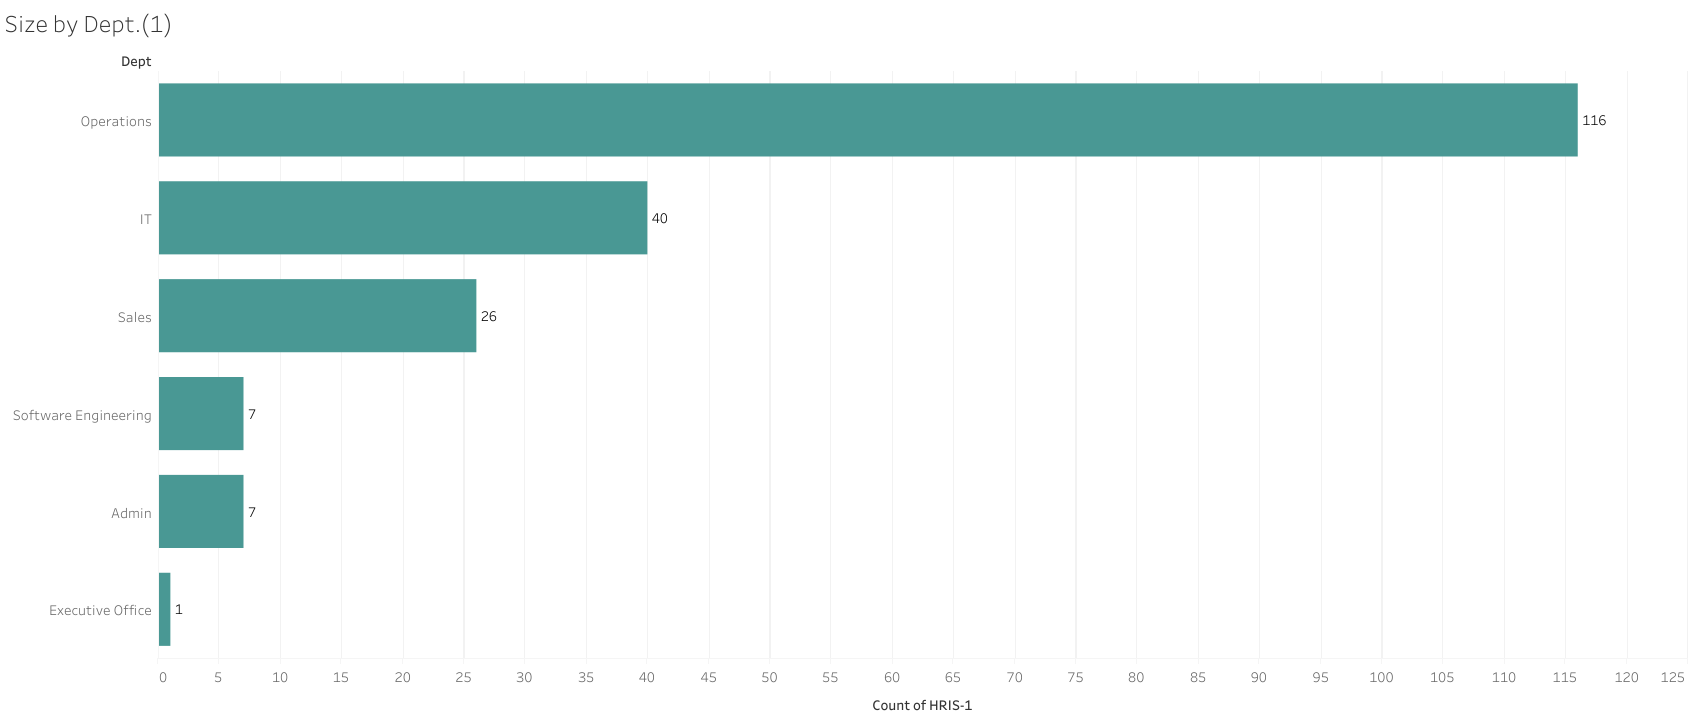 Size by Dept.(1)
Dept
Operations 116
IT 40
Sales 26
Software Engineering 7
Admin 7
Executive Office 1
0 5 10 15 20 25 30 35 40 45 50 55 60 65 70 75 80 85 90 95 100 105 110 115 120 125
Count of HRIS-1